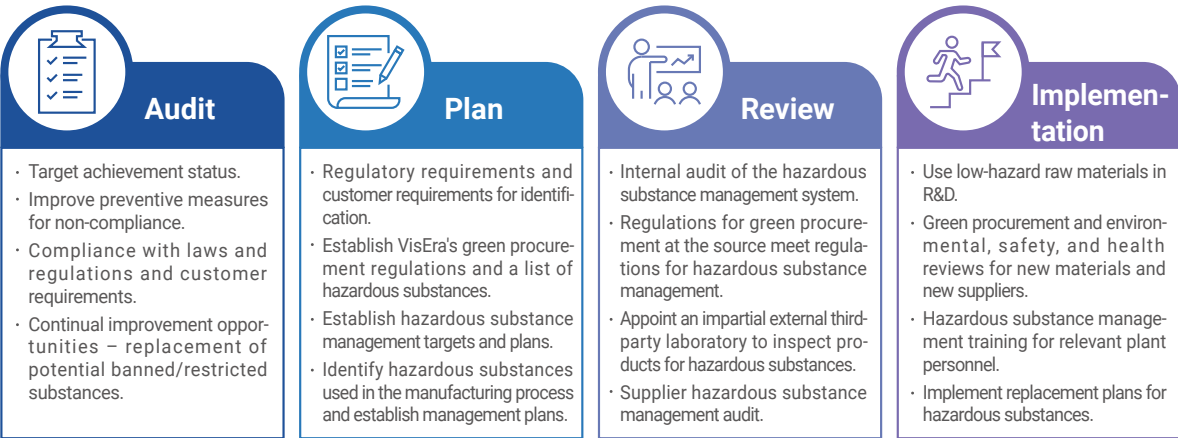 Audit
· Target achievement status.
· Improve preventive measures
for non-compliance.
· Compliance with laws and
regulations and customer
requirements.
· Continual improvement oppor-
tunities – replacement of
potential banned/restricted
substances.
Plan
· Regulatory requirements and
customer requirements for identifi-
cation.
· Establish VisEra's green procure-
ment regulations and a list of
hazardous substances.
· Establish hazardous substance
management targets and plans.
· Identify hazardous substances
used in the manufacturing process
and establish management plans.
Review
· Internal audit of the hazardous
substance management system.
· Regulations for green procure-
ment at the source meet regula-
tions for hazardous substance
management.
· Appoint an impartial external third-
party laboratory to inspect pro-
ducts for hazardous substances.
· Supplier hazardous substance
management audit.
Implemen-
tation
· Use low-hazard raw materials in
R&D.
· Green procurement and environ-
mental, safety, and health
reviews for new materials and
new suppliers.
· Hazardous substance manage-
ment training for relevant plant
personnel.
· Implement replacement plans for
hazardous substances.